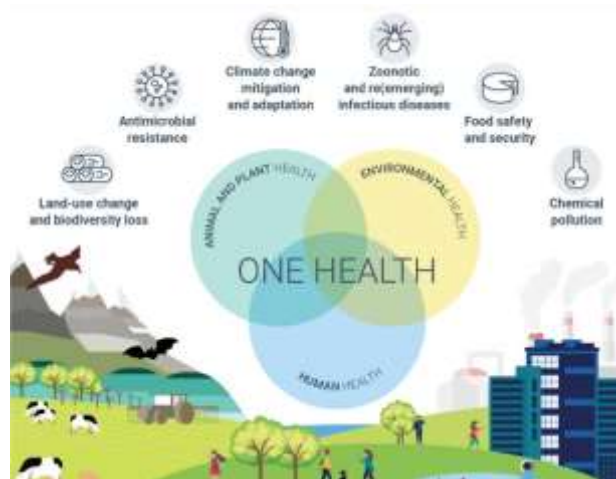 Climate change
mitigation
and adaptation
Zoonotic
and re(emerging)
infectious diseases
Antimicrobial
resistance
Food safety
and security
Land-use change
and biodiversity loss
Chemical
pollution
ANIMAL AND PLANT HEALTH
ENVIRONMENTAL HEALTH
ONE HEALTH
HUMAN HEALTH